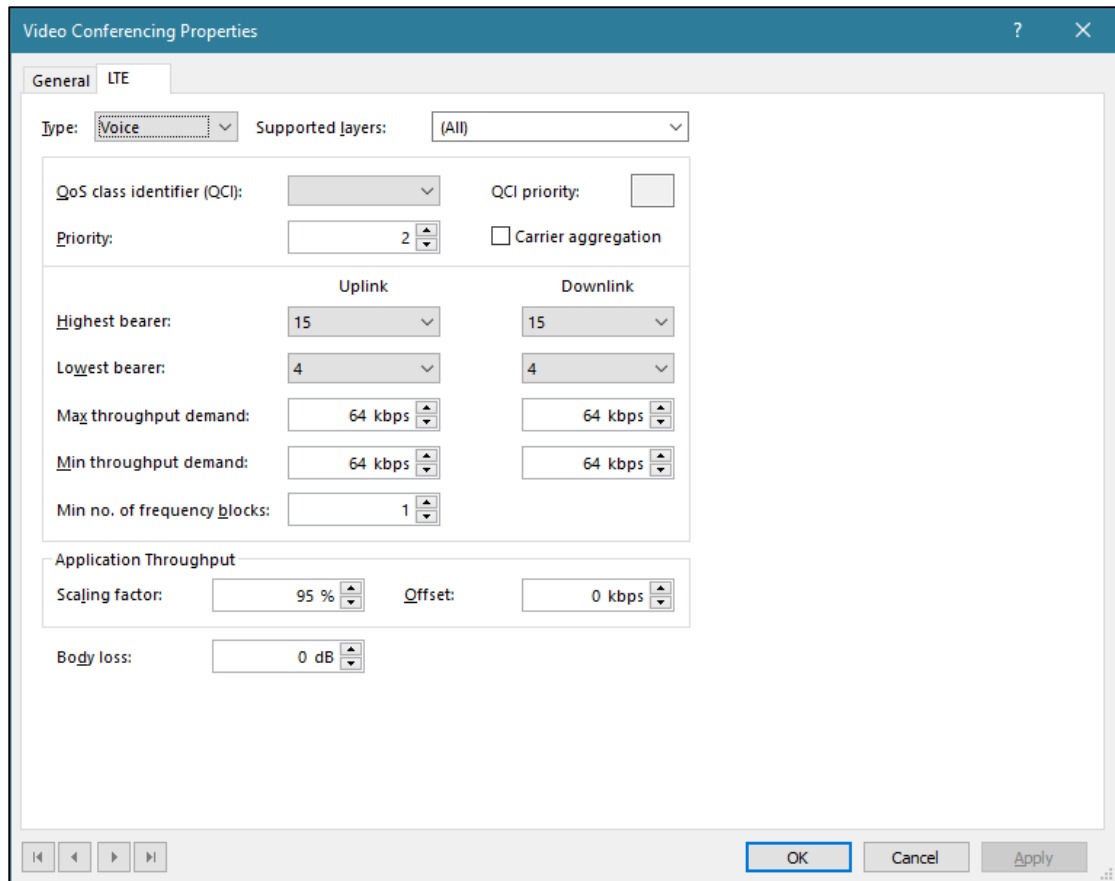 Video Conferencing Properties ?
General LTE
Type: Voice Supported layers: (All)
QoS class identifier (QCI): QCI priority:
Priority: 2 Carrier aggregation
Uplink Downlink
Highest bearer: 15 15
Lowest bearer: 4 4
Max throughput demand: 64 kbps 64 kbps
Min throughput demand: 64 kbps 64 kbps
Min no. of frequency blocks: 1
Application Throughput
Scaling factor: 95 % Offset: 0 kbps
Body loss: 0 dB
OK Cancel Apply